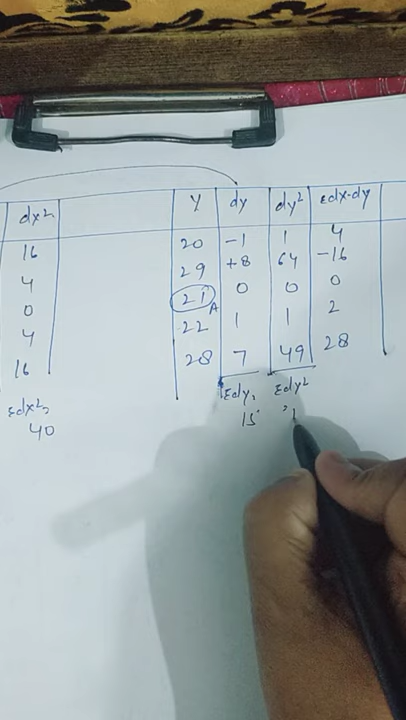 dx² Y dy dy² Σdx-dy
16 20 -1 1 4
4 29 +8 64 -16
0 21 A 0 0 0
4 22 1 1 2
16 28 7 49 28
Σdx² Σdy, Σdy²
40 15